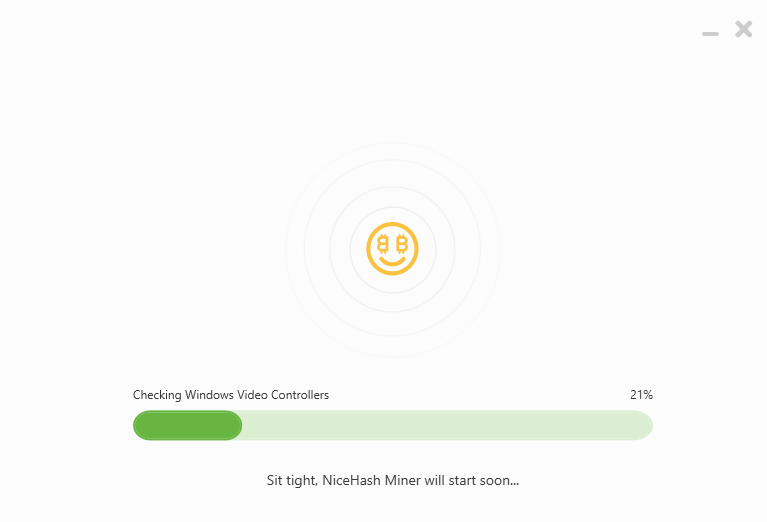 Checking Windows Video Controllers 21%
Sit tight, NiceHash Miner will start soon...